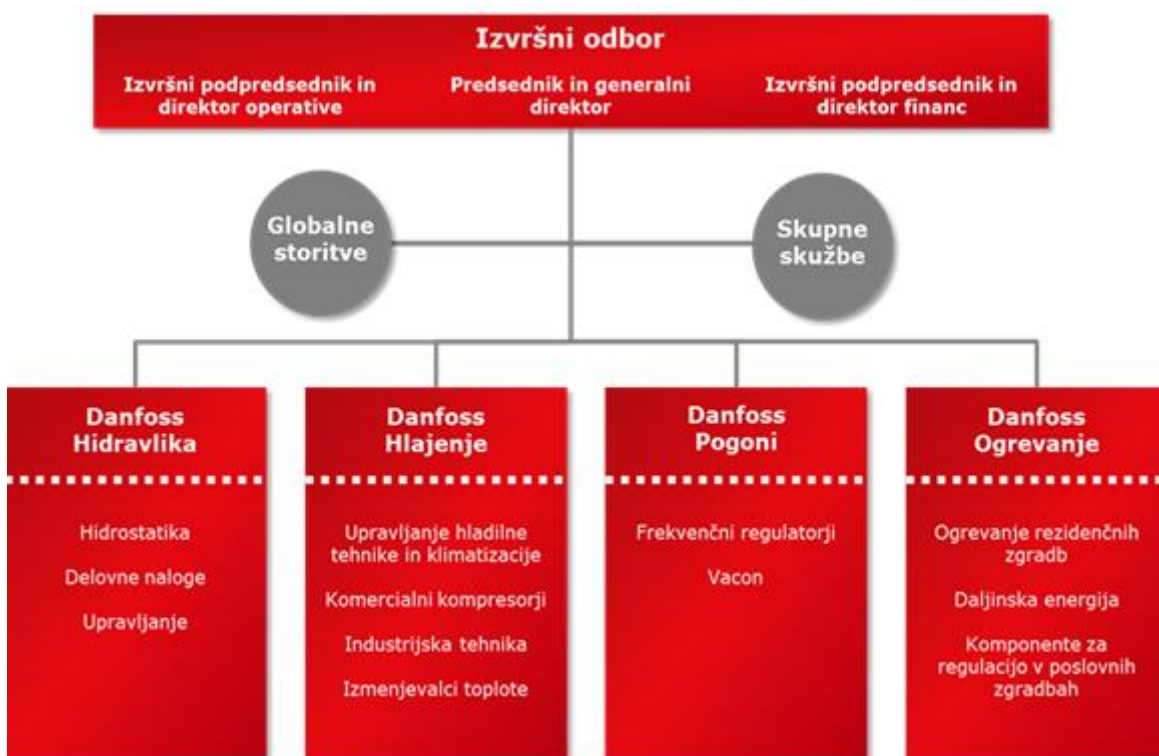 Izvršni odbor
Izvršni podpredsednik in
direktor operative
Predsednik in generalni
direktor
Izvršni podpredsednik in
direktor financ
Globalne
storitve
Skupne
skužbe
Danfoss
Hidravlika
Hidrostatika
Delovne naloge
Upravljanje
Danfoss
Hlajenje
Upravljanje hladilne
tehnike in klimatizacije
Komercialni kompresorji
Industrijska tehnika
Izmenjevalci toplote
Danfoss
Pogoni
Frekvenčni regulatorji
Vacon
Danfoss
Ogrevanje
Ogrevanje rezidenčnih
zgradb
Daljinska energija
Komponente za
regulacijo v poslovnih
zgradbah